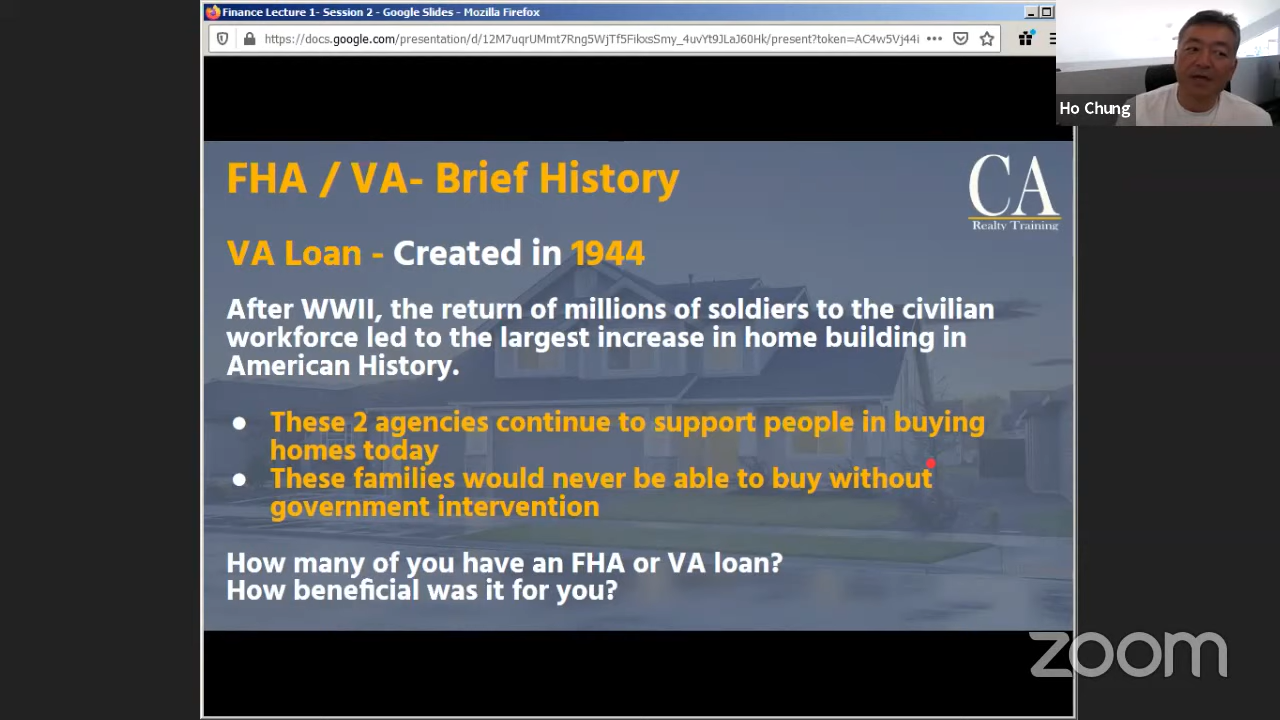 Finance Lecture 1- Session 2 - Google Slides - Mozilla Firefox
https://docs.google.com/presentation/d/12M7uqrUMmt7Rng5WjTf5FikxsSmy_4uvYt9JLaJ60Hk/present?token=AC4w5Vj44i
Ho Chung
FHA / VA- Brief History
CA
Realty Training
VA Loan - Created in 1944
After WWII, the return of millions of soldiers to the civilian
workforce led to the largest increase in home building in
American History.
● These 2 agencies continue to support people in buying
homes today
● These families would never be able to buy without
government intervention
How many of you have an FHA or VA loan?
How beneficial was it for you?
zoom